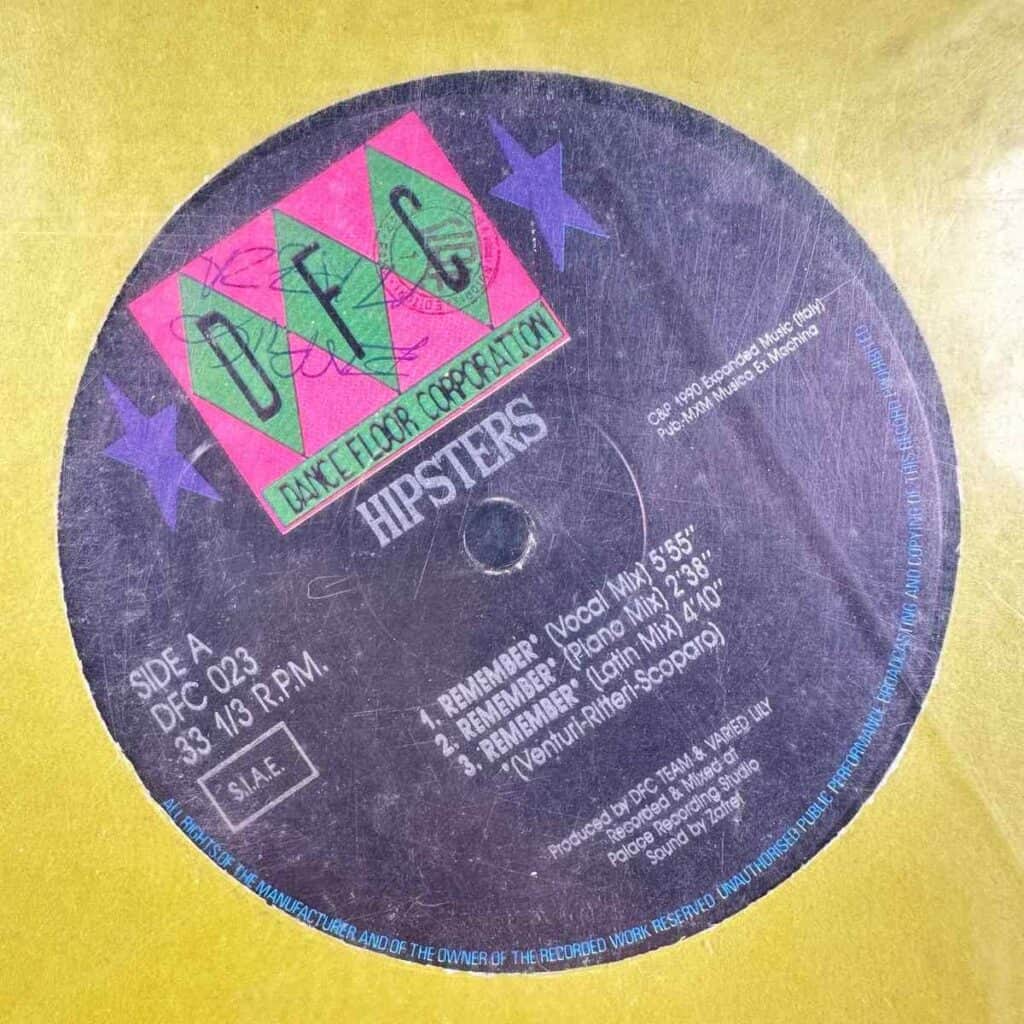 DFC
DANCE FLOOR CORPORATION
HIPSTERS
C&P 1990 Expanded Music (Italy)
Pub-MXM Musica Ex Machina
SIDE A
DFC 023
33 1/3 R.P.M.
S.I.A.E.
1. REMEMBER* (Vocal Mix) 5'55"
2. REMEMBER* (Piano Mix) 2'38"
3. REMEMBER* (Latin Mix) 4'10"
*(Venturi-Ritteri-Scoparo)
Produced by DFC TEAM & VARIED LILY
Recorded & Mixed at
Palace Recording Studio
Sound by Zafret
ALL RIGHTS OF THE MANUFACTURER AND OF THE OWNER OF THE RECORDED WORK RESERVED UNAUTHORISED PUBLIC PERFORMANCE BROADCASTING AND COPYING OF THIS RECORD PROHIBITED